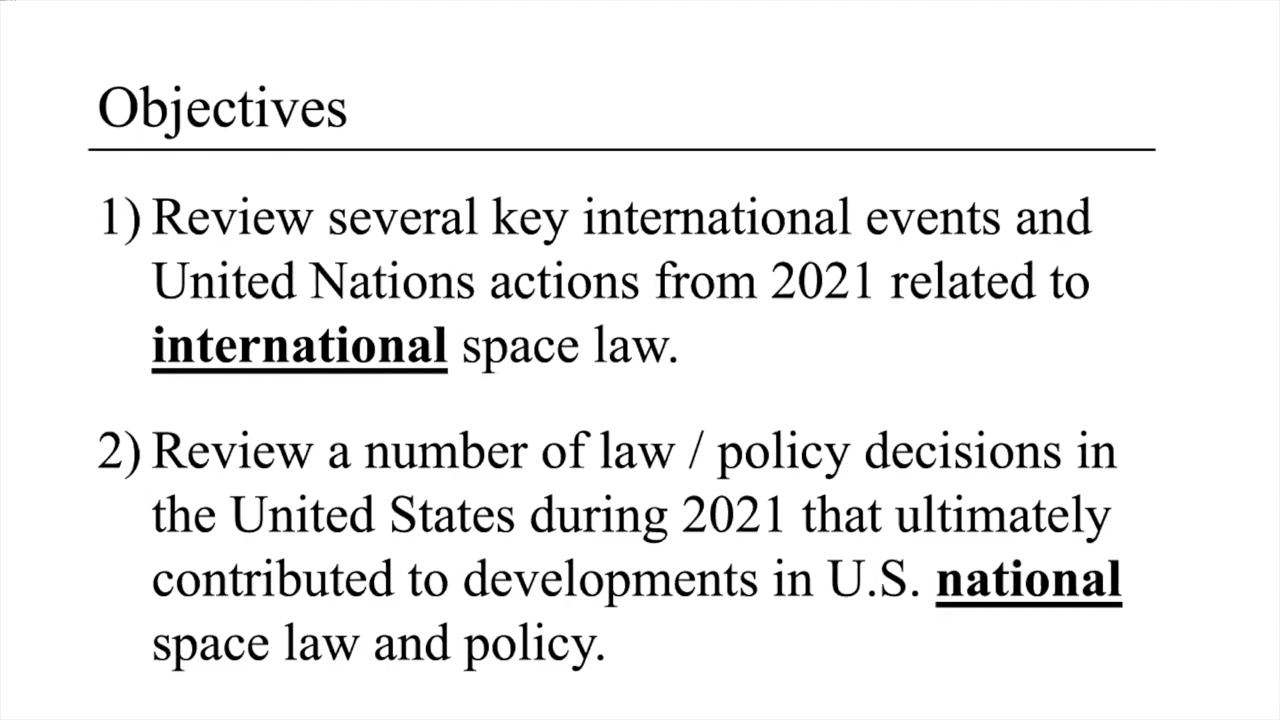 Objectives
1) Review several key international events and
United Nations actions from 2021 related to
international space law.
2) Review a number of law / policy decisions in
the United States during 2021 that ultimately
contributed to developments in U.S. national
space law and policy.